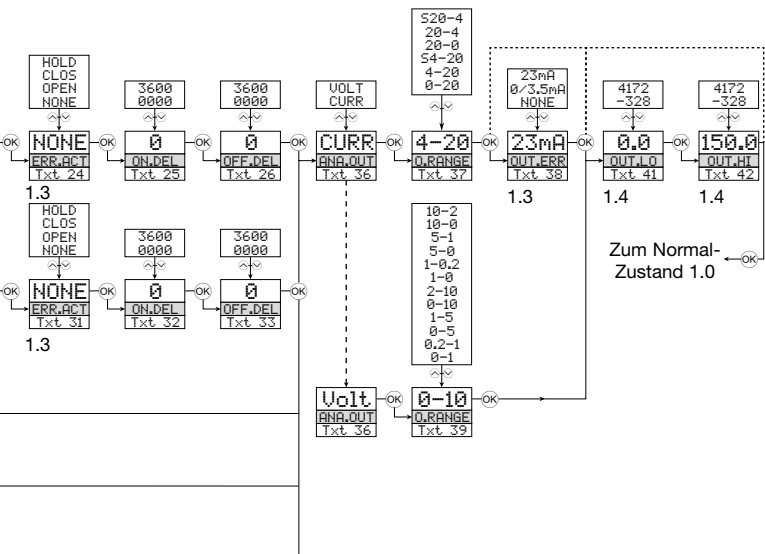 S20-4
20-4
20-0
S4-20
4-20
0-20
HOLD
CLOS
OPEN
NONE
3600
0000
3600
0000
VOLT
CURR
23mA
0/3.5mA
NONE
4172
-328
4172
-328
OK
NONE
ERR.ACT
Txt 24
OK
0
ON.DEL
Txt 25
OK
0
OFF.DEL
Txt 26
OK
CURR
ANA.OUT
Txt 36
OK
4-20
O.RANGE
Txt 37
OK
23mA
OUT.ERR
Txt 38
OK
0.0
OUT.LO
Txt 41
OK
150.0
OUT.HI
Txt 42
1.3
1.3
1.4
1.4
HOLD
CLOS
OPEN
NONE
3600
0000
3600
0000
OK
NONE
ERR.ACT
Txt 31
OK
0
ON.DEL
Txt 32
OK
0
OFF.DEL
Txt 33
OK
1.3
10-2
10-0
5-1
5-0
1-0.2
1-0
2-10
0-10
1-5
0-5
0.2-1
0-1
Zum Normal-
Zustand 1.0
OK
Volt
ANA.OUT
Txt 36
OK
0-10
O.RANGE
Txt 39
OK